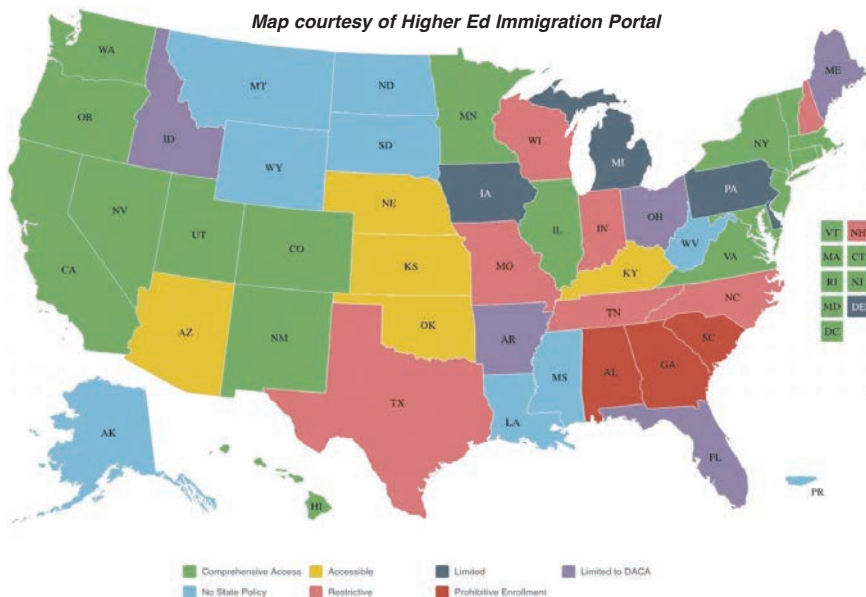 Map courtesy of Higher Ed Immigration Portal
WA
MT
ND
MN
ME
OR
ID
SD
WI
NY
WY
MI
IA
PA
NE
NV
UT
CO
IL
IN
OH
WV
VA
VT NH
CA
KS
MO
KY
MA CT
RI NJ
NC
MD DE
AZ
NM
OK
AR
TN
SC
DC
TX
MS
AL
GA
LA
AK
FL
HI
PR
Comprehensive Access Accessible Limited Limited to DACA
No State Policy Restrictive Prohibitive Enrollment